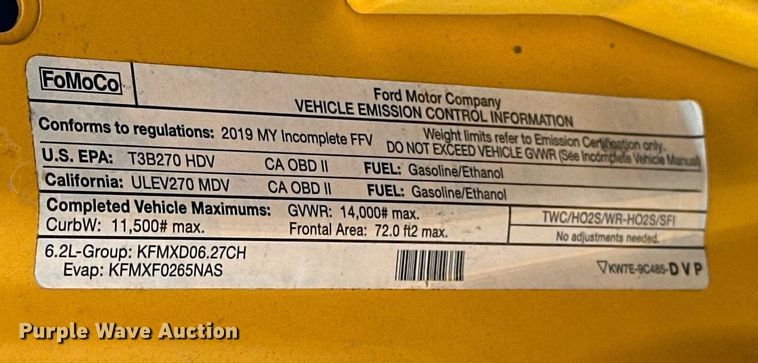 FoMoCo
Ford Motor Company
VEHICLE EMISSION CONTROL INFORMATION
Conforms to regulations: 2019 MY Incomplete FFV
Weight limits refer to Emission Certification only.
DO NOT EXCEED VEHICLE GVWR (See Incomplete Vehicle Manual)
U.S. EPA: T3B270 HDV CA OBD II FUEL: Gasoline/Ethanol
California: ULEV270 MDV CA OBD II FUEL: Gasoline/Ethanol
Completed Vehicle Maximums: GVWR: 14,000# max.
CurbW: 11,500# max. Frontal Area: 72.0 ft2 max.
TWC/HO2S/WR-HO2S/SFI
No adjustments needed.
6.2L-Group: KFMXD06.27CH
Evap: KFMXF0265NAS
KW7E-9C485-DVP
Purple Wave Auction